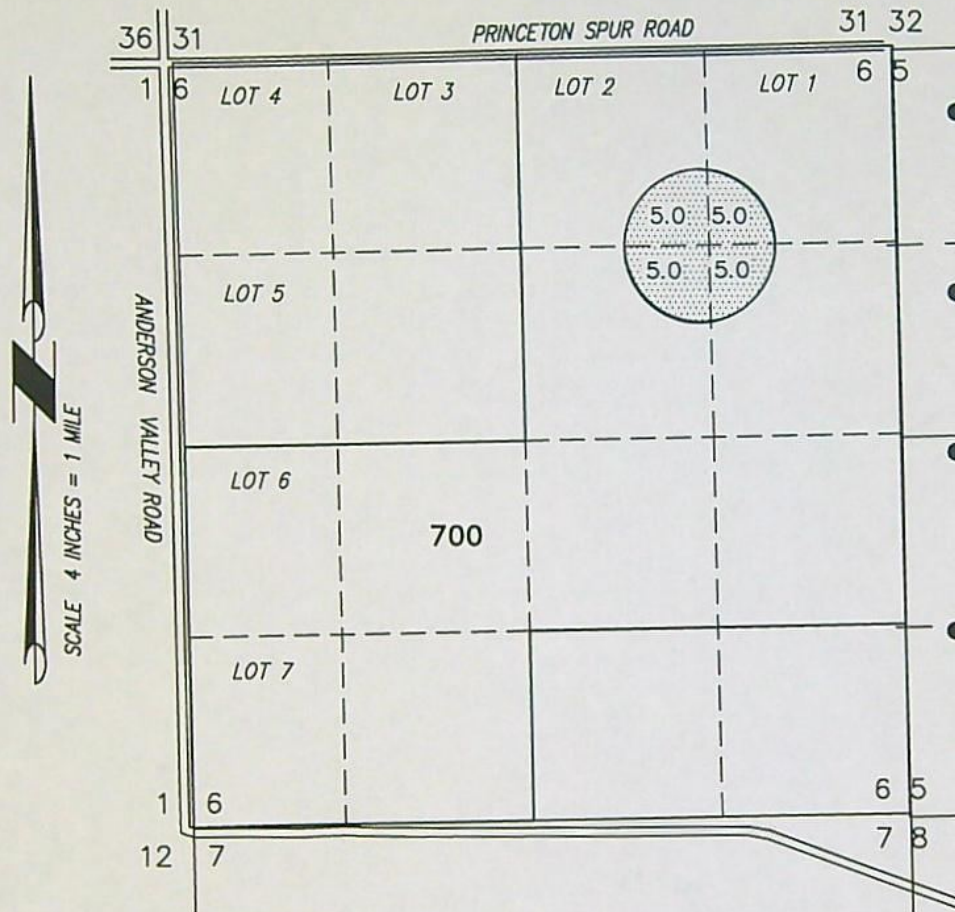 36 31
PRINCETON SPUR ROAD
31 32
1 6
6 5
LOT 4
LOT 3
LOT 2
LOT 1
5.0 5.0
5.0 5.0
LOT 5
ANDERSON VALLEY ROAD
SCALE 4 INCHES = 1 MILE
LOT 6
700
LOT 7
1 6
6 5
12 7
7 8